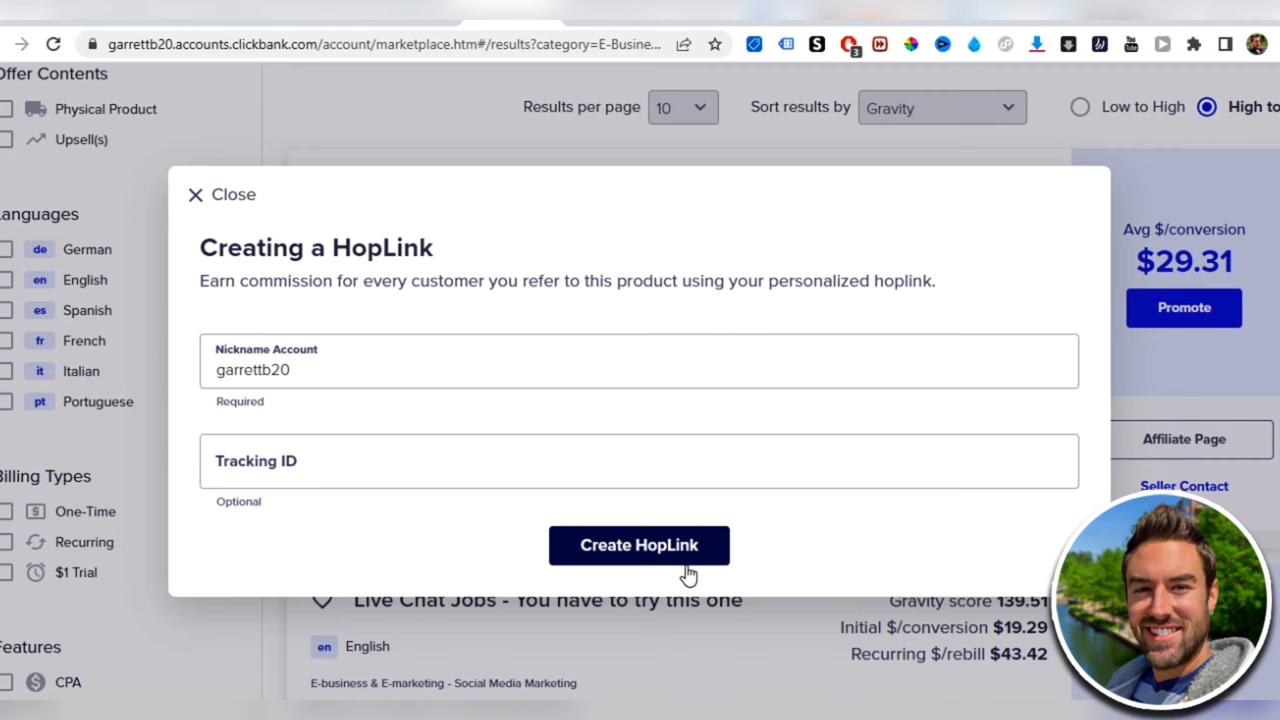 garrettb20.accounts.clickbank.com/account/marketplace.htm#/results?category=E-Busine...
3
Offer Contents
Physical Product
Upsell(s)
Results per page
10
Sort results by
Gravity
Low to High
High to
Languages
de German
en English
es Spanish
fr French
it Italian
pt Portuguese
Billing Types
$ One-Time
Recurring
$1 Trial
Features
$ CPA
Close
Creating a HopLink
Earn commission for every customer you refer to this product using your personalized hoplink.
Nickname Account
garrettb20
Required
Tracking ID
Optional
Create HopLink
Avg $/conversion
$29.31
Promote
Affiliate Page
Seller Contact
Live Chat Jobs - You have to try this one
en English
E-business & E-marketing - Social Media Marketing
Gravity score 139.51
Initial $/conversion $19.29
Recurring $/rebill $43.42